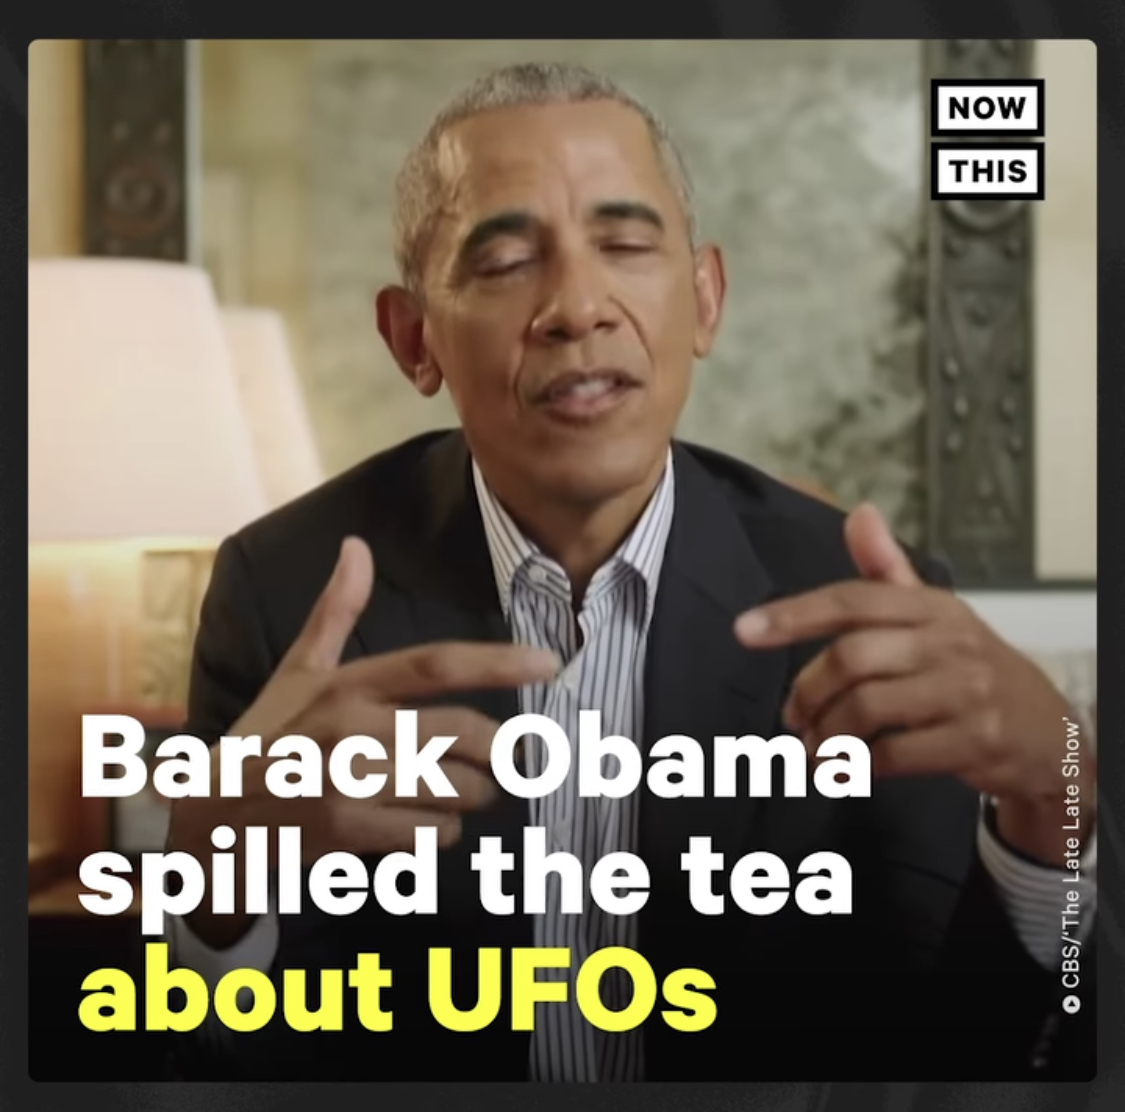 NOW
THIS
Barack Obama
spilled the tea
about UFOs
CBS/'The Late Late Show'